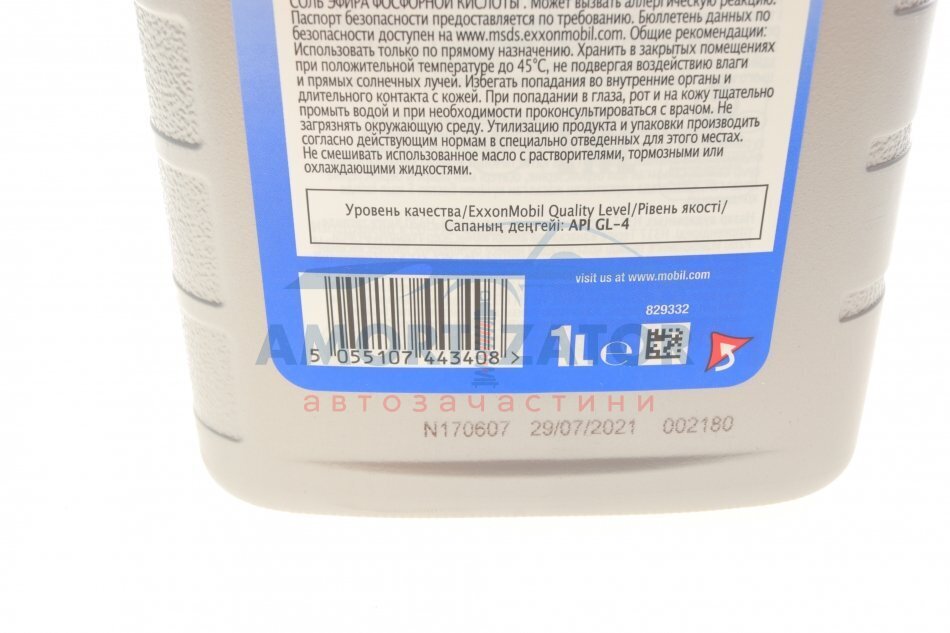 СОЛЬ ЭФИРА ФОСФОРНОЙ КИСЛОТЫ . Может вызвать аллергическую реакцию.
Паспорт безопасности предоставляется по требованию. Бюллетень данных по
безопасности доступен на www.msds.exxonmobil.com. Общие рекомендации:
Использовать только по прямому назначению. Хранить в закрытых помещениях
при положительной температуре до 45°С, не подвергая воздействию влаги
и прямых солнечных лучей. Избегать попадания во внутренние органы и
длительного контакта с кожей. При попадании в глаза, рот и на кожу тщательно
промыть водой и при необходимости проконсультироваться с врачом. Не
загрязнять окружающую среду. Утилизацию продукта и упаковки производить
согласно действующим нормам в специально отведенных для этого местах.
Не смешивать использованное масло с растворителями, тормозными или
охлаждающими жидкостями.
Уровень качества/ExxonMobil Quality Level/Рівень якості/
Сапаның деңгейі: API GL-4
visit us at www.mobil.com
829332
AMORTIZATOR
5 055107 443408 >
1L e
автозачастини
N170607 29/07/2021 002180